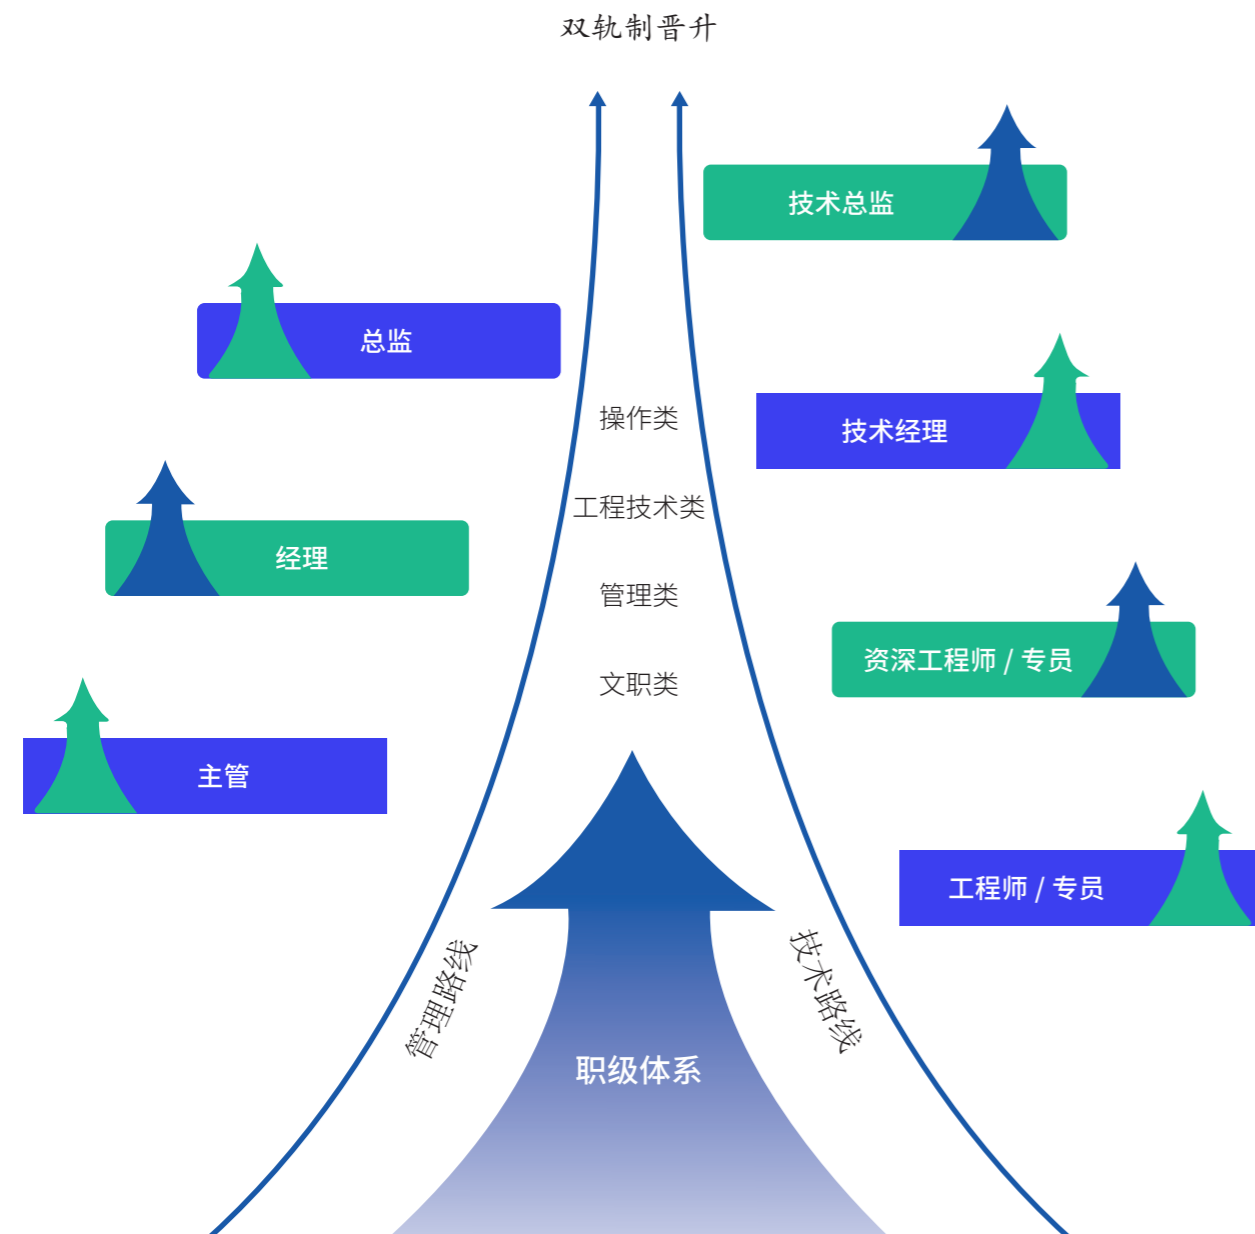 双轨制晋升
技术总监
总监
操作类
技术经理
工程技术类
经理
管理类
资深工程师 / 专员
文职类
主管
工程师 / 专员
管理路线
技术路线
职级体系